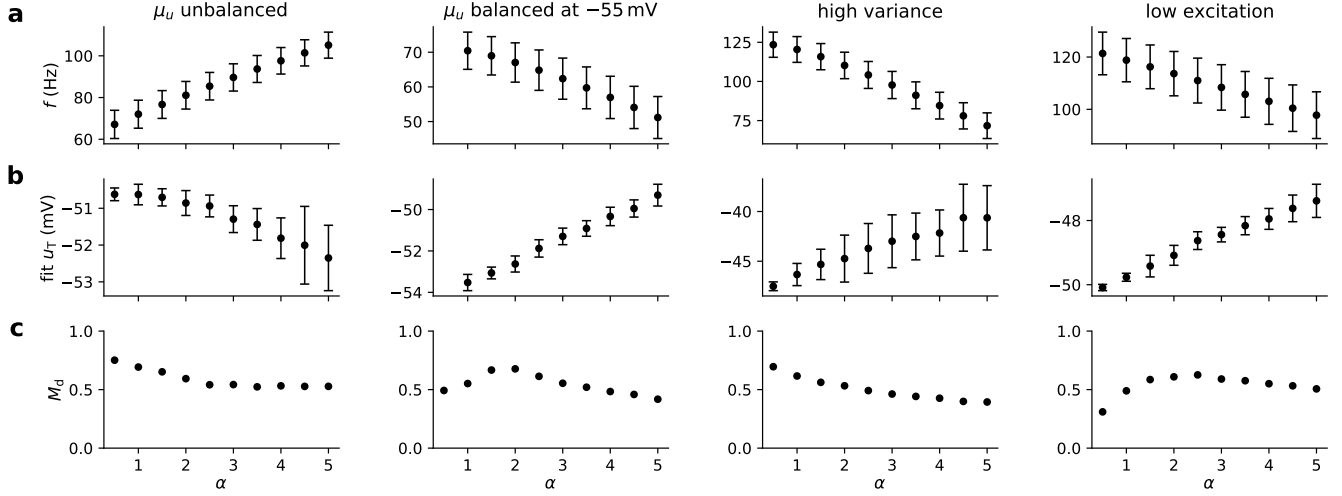 a
μu unbalanced
μu balanced at −55 mV
high variance
low excitation
f (Hz)
100
80
60
70
60
50
125
100
75
120
100
b
fit uT (mV)
−51
−52
−53
−50
−52
−54
−40
−45
−48
−50
c
Md
1.0
0.5
0.0
1.0
0.5
0.0
1.0
0.5
0.0
1.0
0.5
0.0
1 2 3 4 5
1 2 3 4 5
1 2 3 4 5
1 2 3 4 5
α
α
α
α